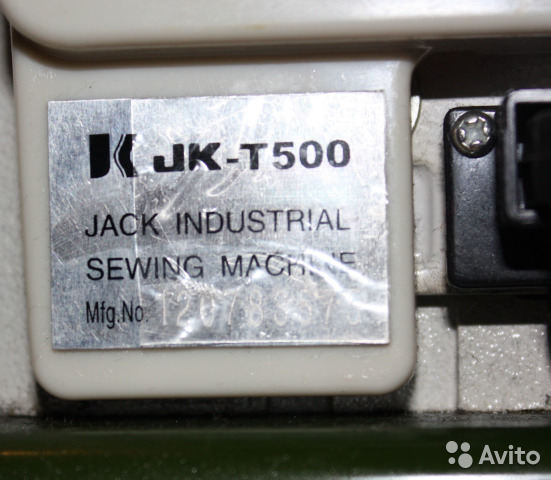 JK-T500
JACK INDUSTRIAL
SEWING MACHINE
Mfg.No.
Avito